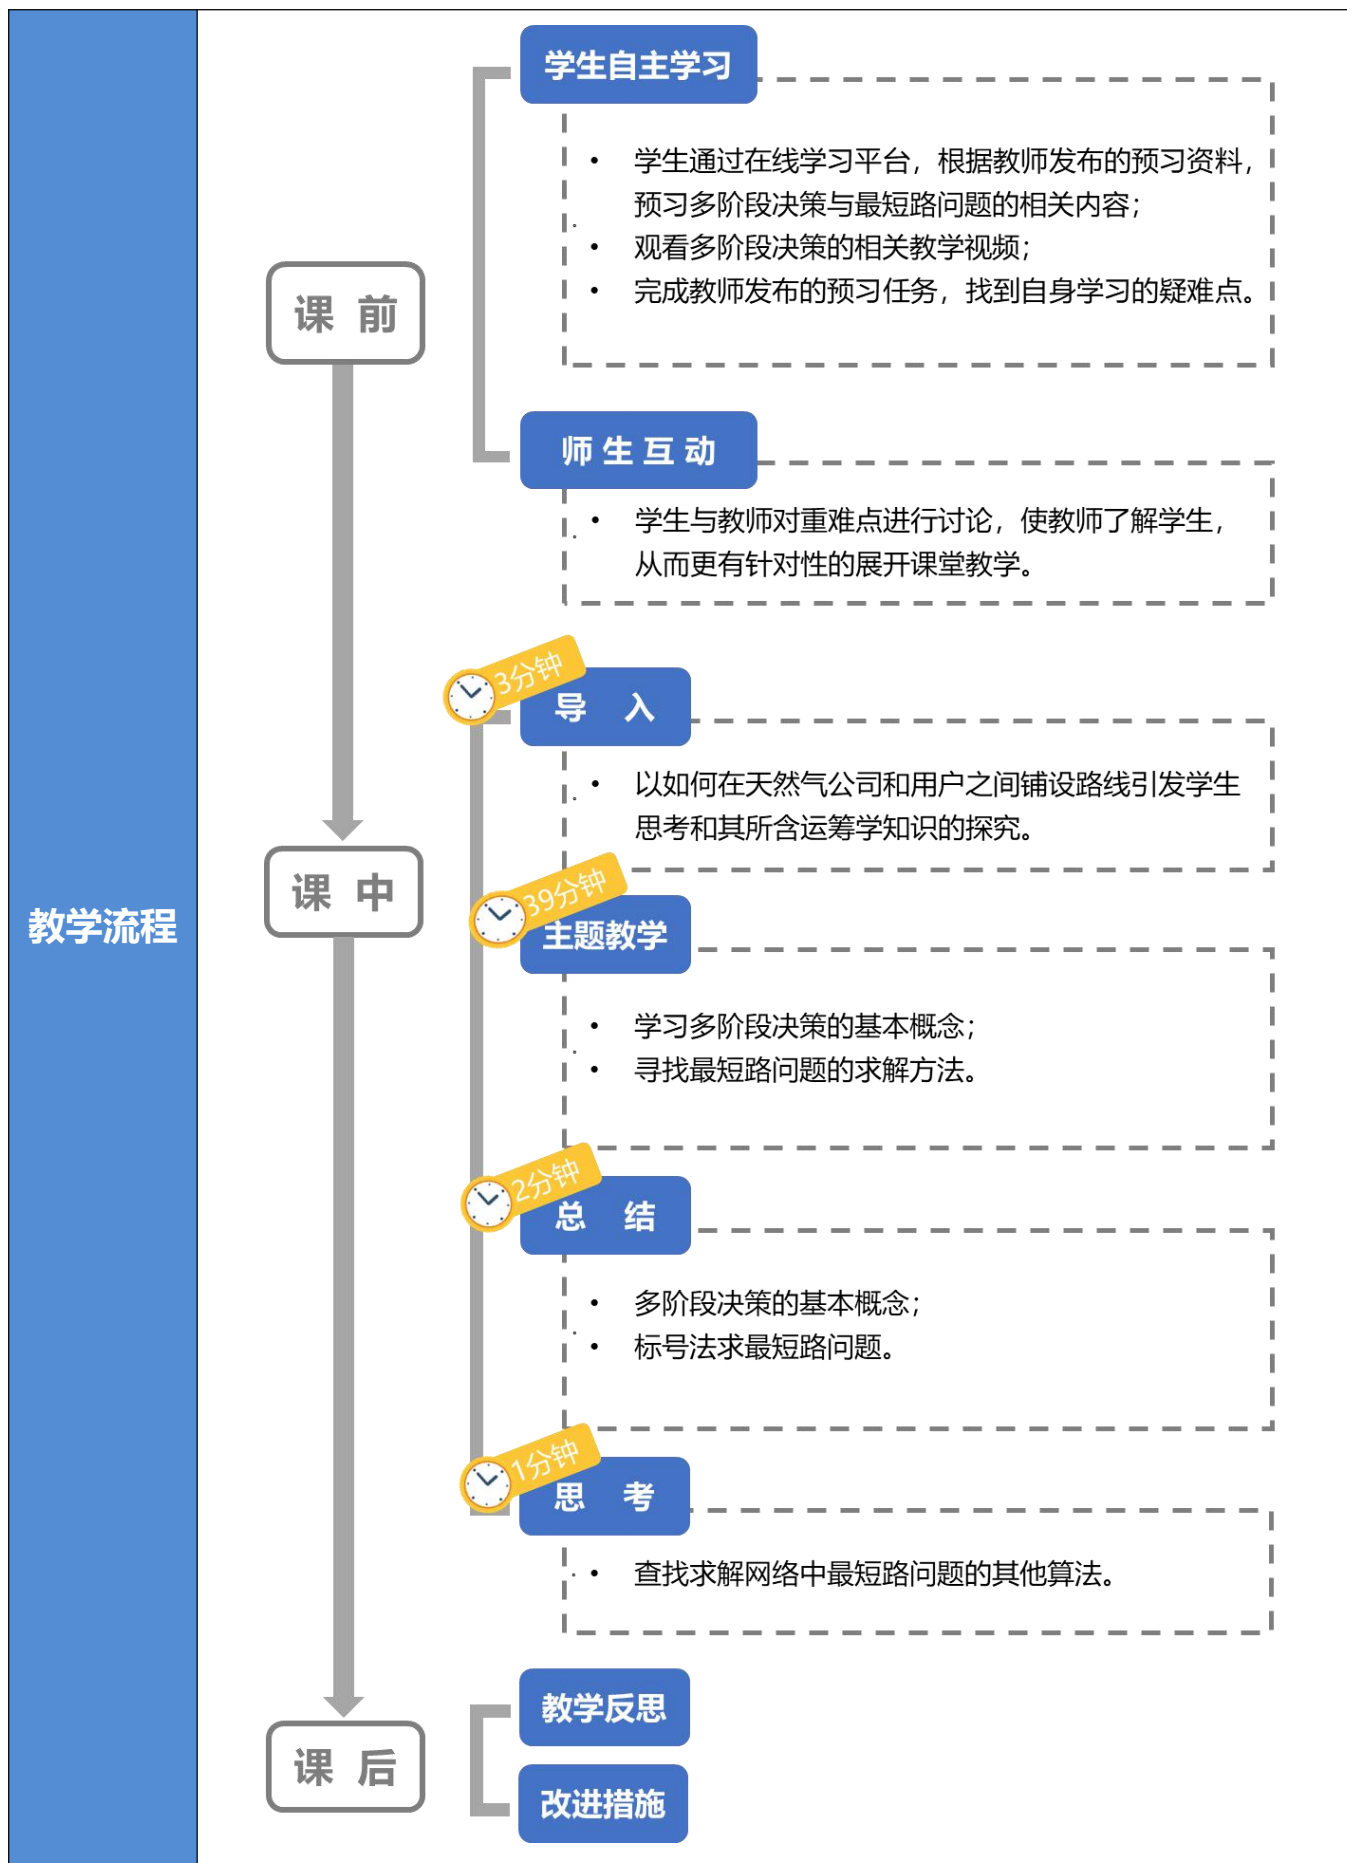 教学流程
课 前
学生自主学习
• 学生通过在线学习平台，根据教师发布的预习资料，
预习多阶段决策与最短路问题的相关内容；
• 观看多阶段决策的相关教学视频；
• 完成教师发布的预习任务，找到自身学习的疑难点。
师 生 互 动
• 学生与教师对重难点进行讨论，使教师了解学生，
从而更有针对性的展开课堂教学。
课 中
3分钟
导 入
• 以如何在天然气公司和用户之间铺设路线引发学生
思考和其所含运筹学知识的探究。
39分钟
主题教学
• 学习多阶段决策的基本概念；
• 寻找最短路问题的求解方法。
2分钟
总 结
• 多阶段决策的基本概念；
• 标号法求最短路问题。
1分钟
思 考
• 查找求解网络中最短路问题的其他算法。
课 后
教学反思
改进措施